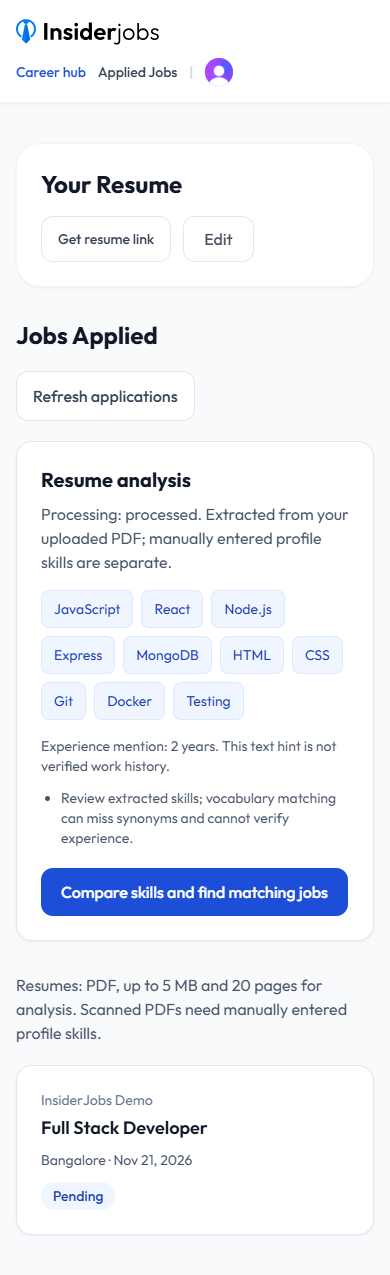 Insiderjobs
Career hub Applied Jobs |
Your Resume
Get resume link Edit
Jobs Applied
Refresh applications
Resume analysis
Processing: processed. Extracted from your
uploaded PDF; manually entered profile
skills are separate.
JavaScript React Node.js
Express MongoDB HTML CSS
Git Docker Testing
Experience mention: 2 years. This text hint is not
verified work history.
• Review extracted skills; vocabulary matching
can miss synonyms and cannot verify
experience.
Compare skills and find matching jobs
Resumes: PDF, up to 5 MB and 20 pages for
analysis. Scanned PDFs need manually entered
profile skills.
InsiderJobs Demo
Full Stack Developer
Bangalore · Nov 21, 2026
Pending